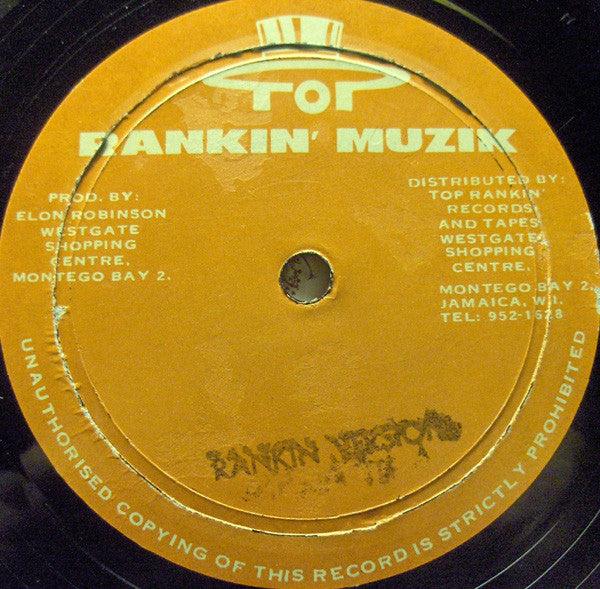 TOP
RANKIN' MUZIK
PROD. BY:
ELON ROBINSON
WESTGATE
SHOPPING
CENTRE,
MONTEGO BAY 2.
DISTRIBUTED BY:
TOP RANKIN'
RECORDS
AND TAPES
WESTGATE
SHOPPING
CENTRE,
MONTEGO BAY 2,
JAMAICA, W.I.
TEL: 952-1628
RANKIN VERSION
UNAUTHORISED COPYING OF THIS RECORD IS STRICTLY PROHIBITED